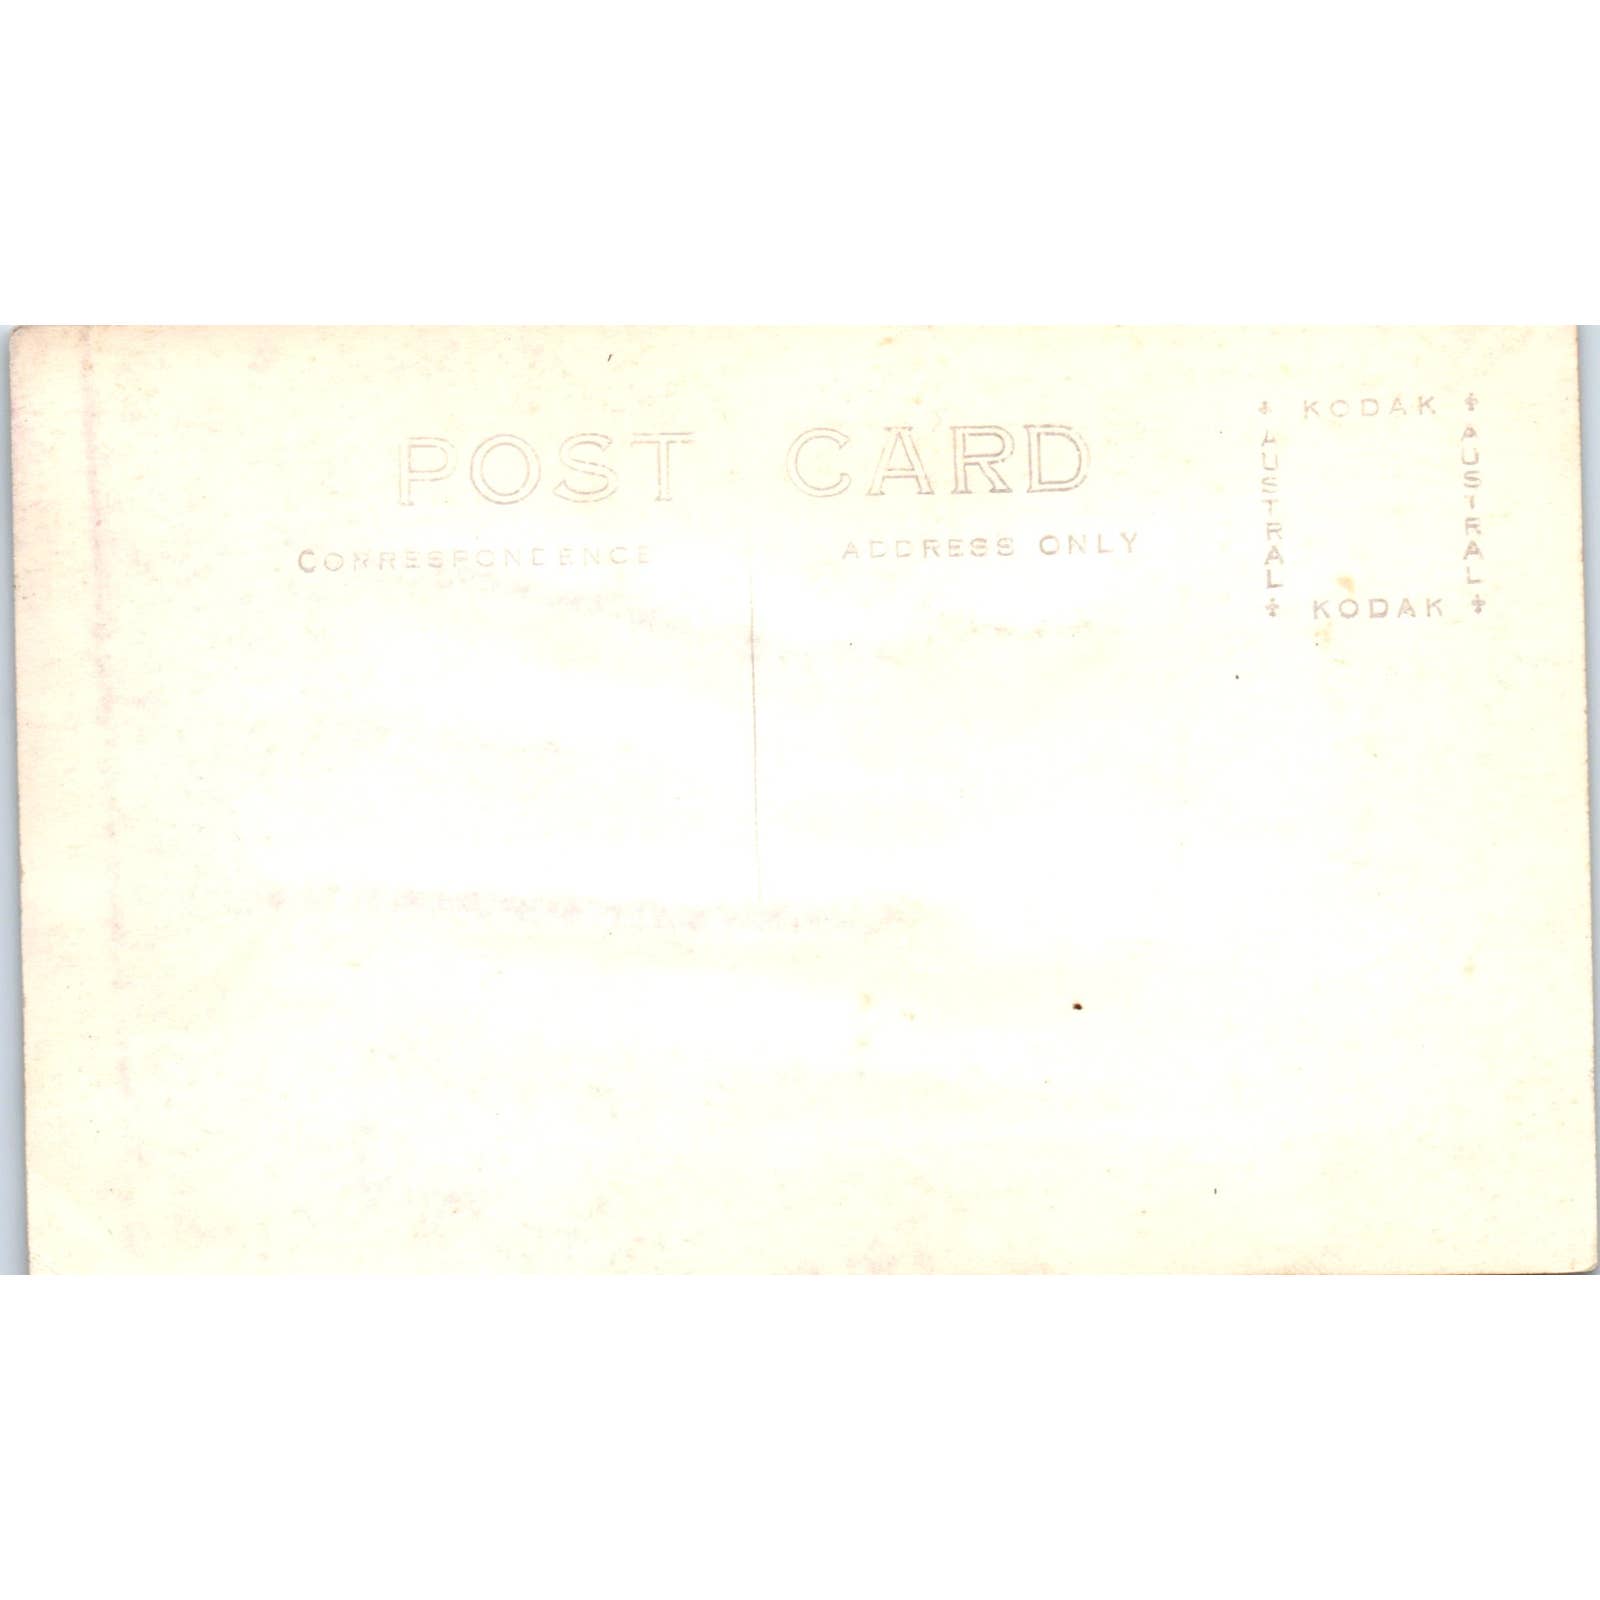 POST CARD
CORRESPONDENCE
ADDRESS ONLY
KODAK
AUSTRAL
AUSTRAL
KODAK